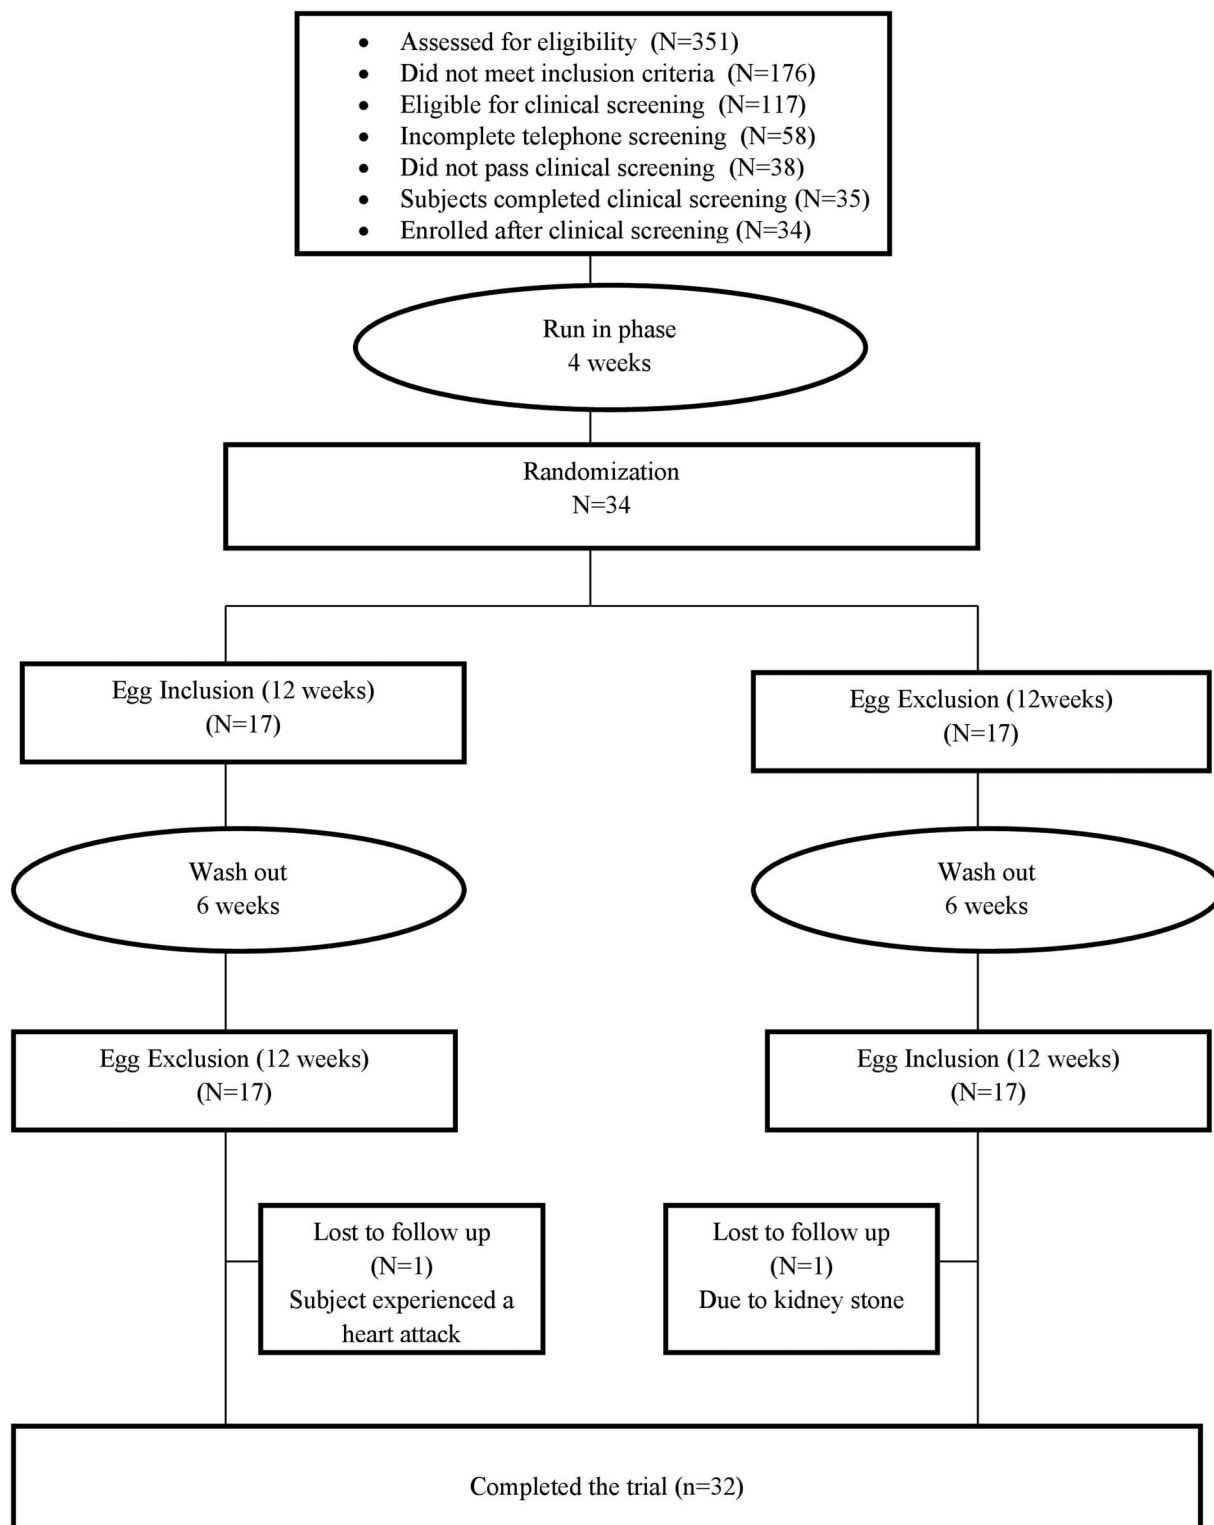 • Assessed for eligibility (N=351)
• Did not meet inclusion criteria (N=176)
• Eligible for clinical screening (N=117)
• Incomplete telephone screening (N=58)
• Did not pass clinical screening (N=38)
• Subjects completed clinical screening (N=35)
• Enrolled after clinical screening (N=34)
Run in phase
4 weeks
Randomization
N=34
Egg Inclusion (12 weeks)
(N=17)
Egg Exclusion (12weeks)
(N=17)
Wash out
6 weeks
Wash out
6 weeks
Egg Exclusion (12 weeks)
(N=17)
Egg Inclusion (12 weeks)
(N=17)
Lost to follow up
(N=1)
Subject experienced a
heart attack
Lost to follow up
(N=1)
Due to kidney stone
Completed the trial (n=32)